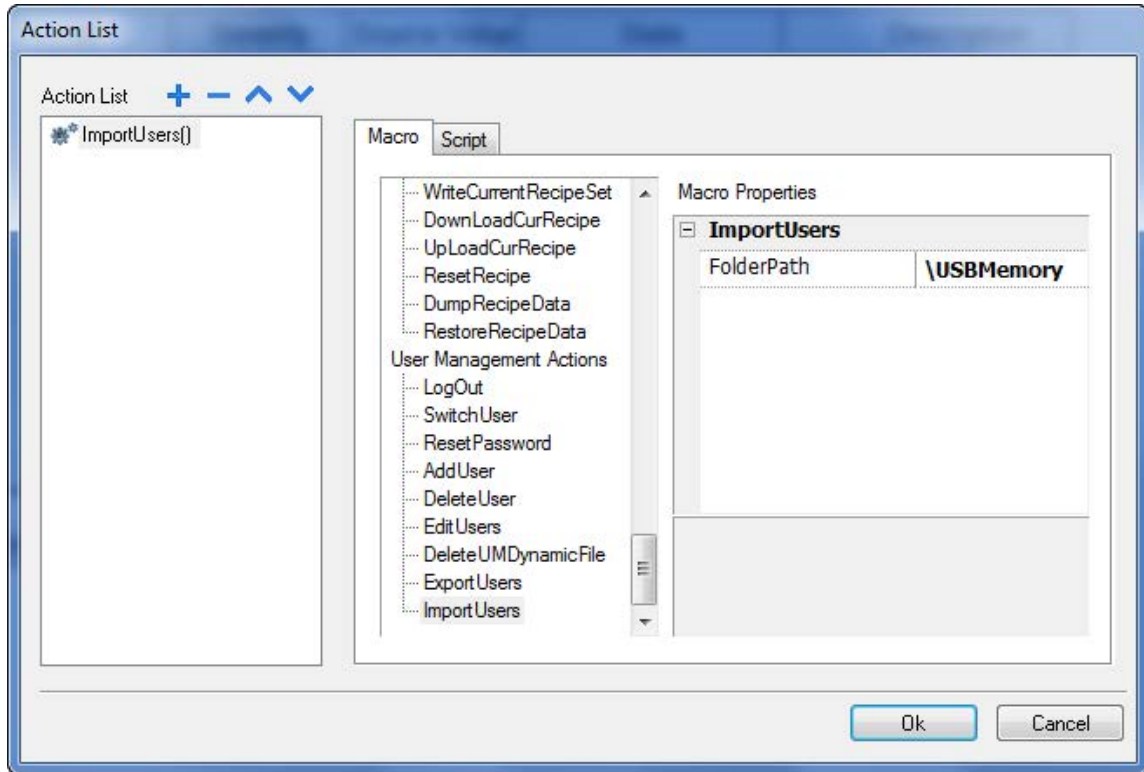 Action List
Action List
ImportUsers()
Macro
Script
WriteCurrentRecipeSet
DownLoadCurRecipe
UpLoadCurRecipe
ResetRecipe
DumpRecipeData
RestoreRecipeData
User Management Actions
LogOut
SwitchUser
ResetPassword
AddUser
DeleteUser
EditUsers
DeleteUMDynamicFile
ExportUsers
ImportUsers
Macro Properties
ImportUsers
FolderPath \USBMemory
Ok
Cancel